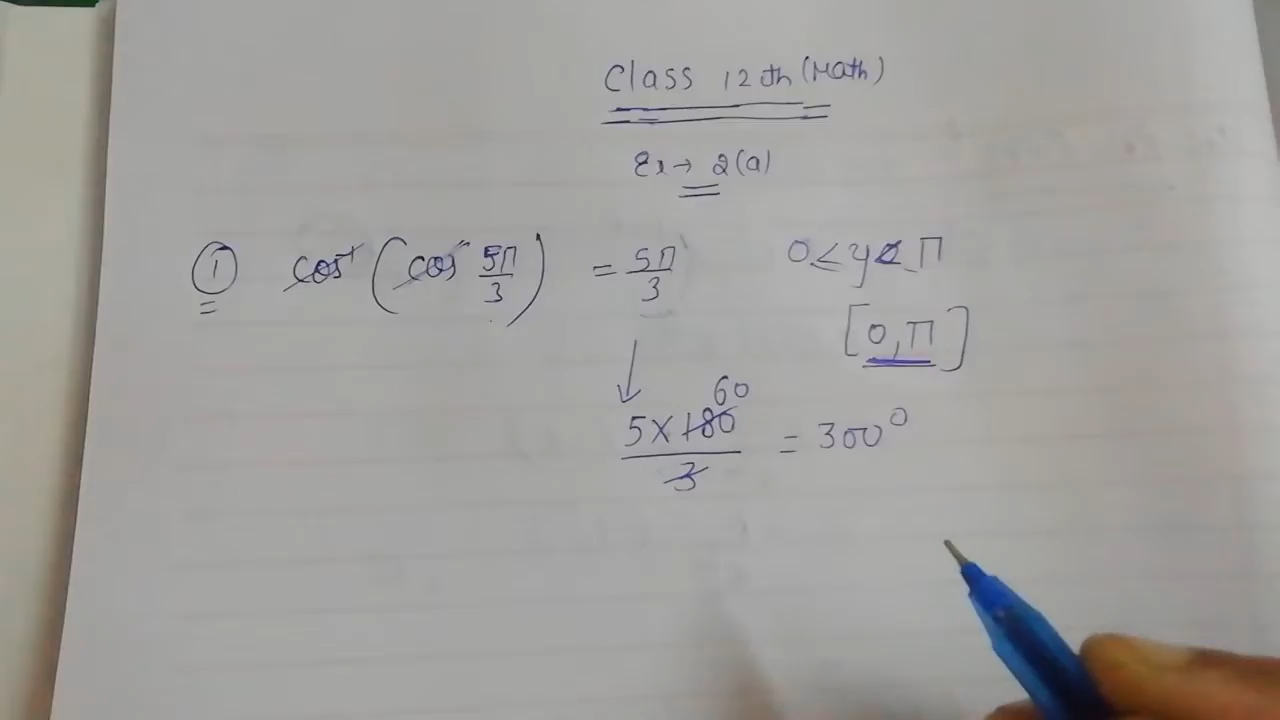 Class 12th (Math)
Ex → 2(a)
① cos⁻¹ (cos 5π/3) = 5π/3 0 ≤ y ≤ π
[0, π]
↓
5 × 180/3 60 = 300°